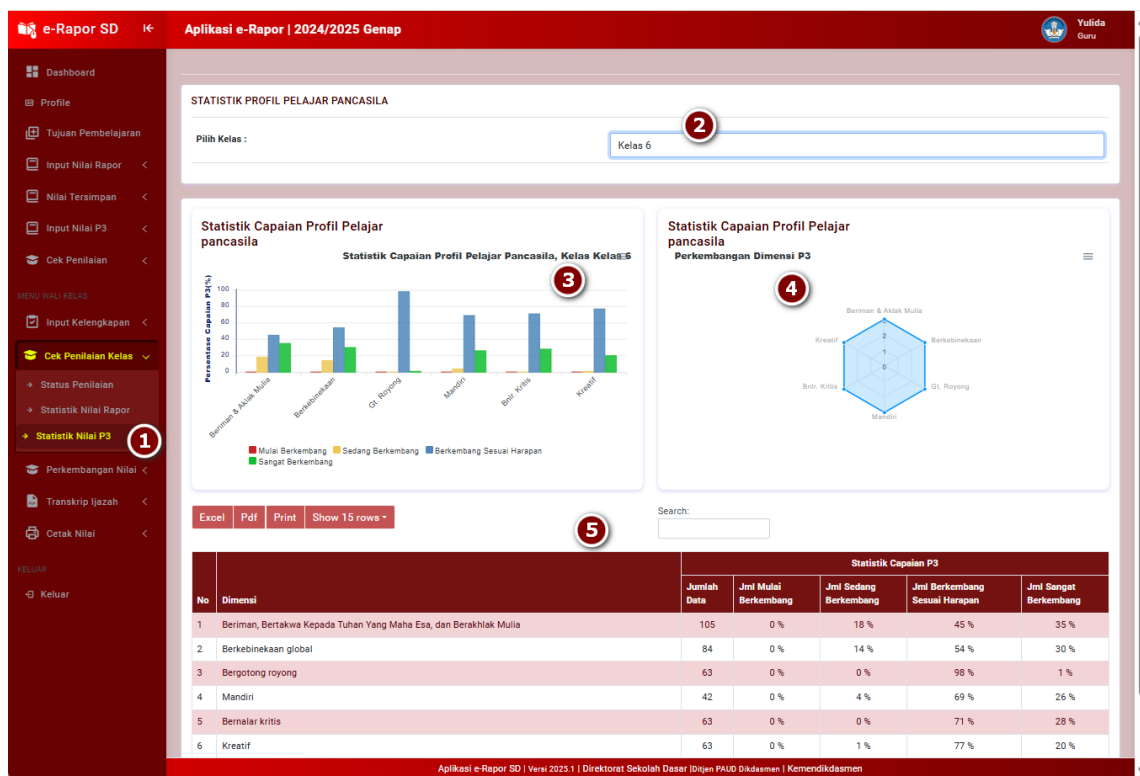 e-Rapor SD
Aplikasi e-Rapor | 2024/2025 Genap
Yulida
Guru
Dashboard
Profile
Tujuan Pembelajaran
Input Nilai Rapor
Nilai Tersimpan
Input Nilai P3
Cek Penilaian
MENU WALI KELAS
Input Kelengkapan
Cek Penilaian Kelas
Status Penilaian
Statistik Nilai Rapor
Statistik Nilai P3
1
Perkembangan Nilai
Transkrip Ijazah
Cetak Nilai
KELUAR
Keluar
STATISTIK PROFIL PELAJAR PANCASILA
Pilih Kelas :
Kelas 6
2
Statistik Capaian Profil Pelajar
pancasila
Statistik Capaian Profil Pelajar Pancasila, Kelas Kelas 6
3
Persentase Capaian P3(%)
100
80
60
40
20
0
Beriman & Aklak Mulia
Berkebinekaan
Gt. Royong
Mandiri
Bntr. Kritis
Kreatif
Mulai Berkembang Sedang Berkembang Berkembang Sesuai Harapan
Sangat Berkembang
Statistik Capaian Profil Pelajar
pancasila
Perkembangan Dimensi P3
4
Beriman & Aklak Mulia
Kreatif
Berkebinekaan
2
1
0
Bntr. Kritis
Gt. Royong
Mandiri
Excel Pdf Print Show 15 rows
5
Search:
Statistik Capaian P3
No Dimensi Jumlah Data Jml Mulai Berkembang Jml Sedang Berkembang Jml Berkembang Sesuai Harapan Jml Sangat Berkembang
1 Beriman, Bertakwa Kepada Tuhan Yang Maha Esa, dan Berakhlak Mulia 105 0 % 18 % 45 % 35 %
2 Berkebinekaan global 84 0 % 14 % 54 % 30 %
3 Bergotong royong 63 0 % 0 % 98 % 1 %
4 Mandiri 42 0 % 4 % 69 % 26 %
5 Bernalar kritis 63 0 % 0 % 71 % 28 %
6 Kreatif 63 0 % 1 % 77 % 20 %
Aplikasi e-Rapor SD | Versi 2025.1 | Direktorat Sekolah Dasar |Ditjen PAUD Dikdasmen | Kemendikdasmen